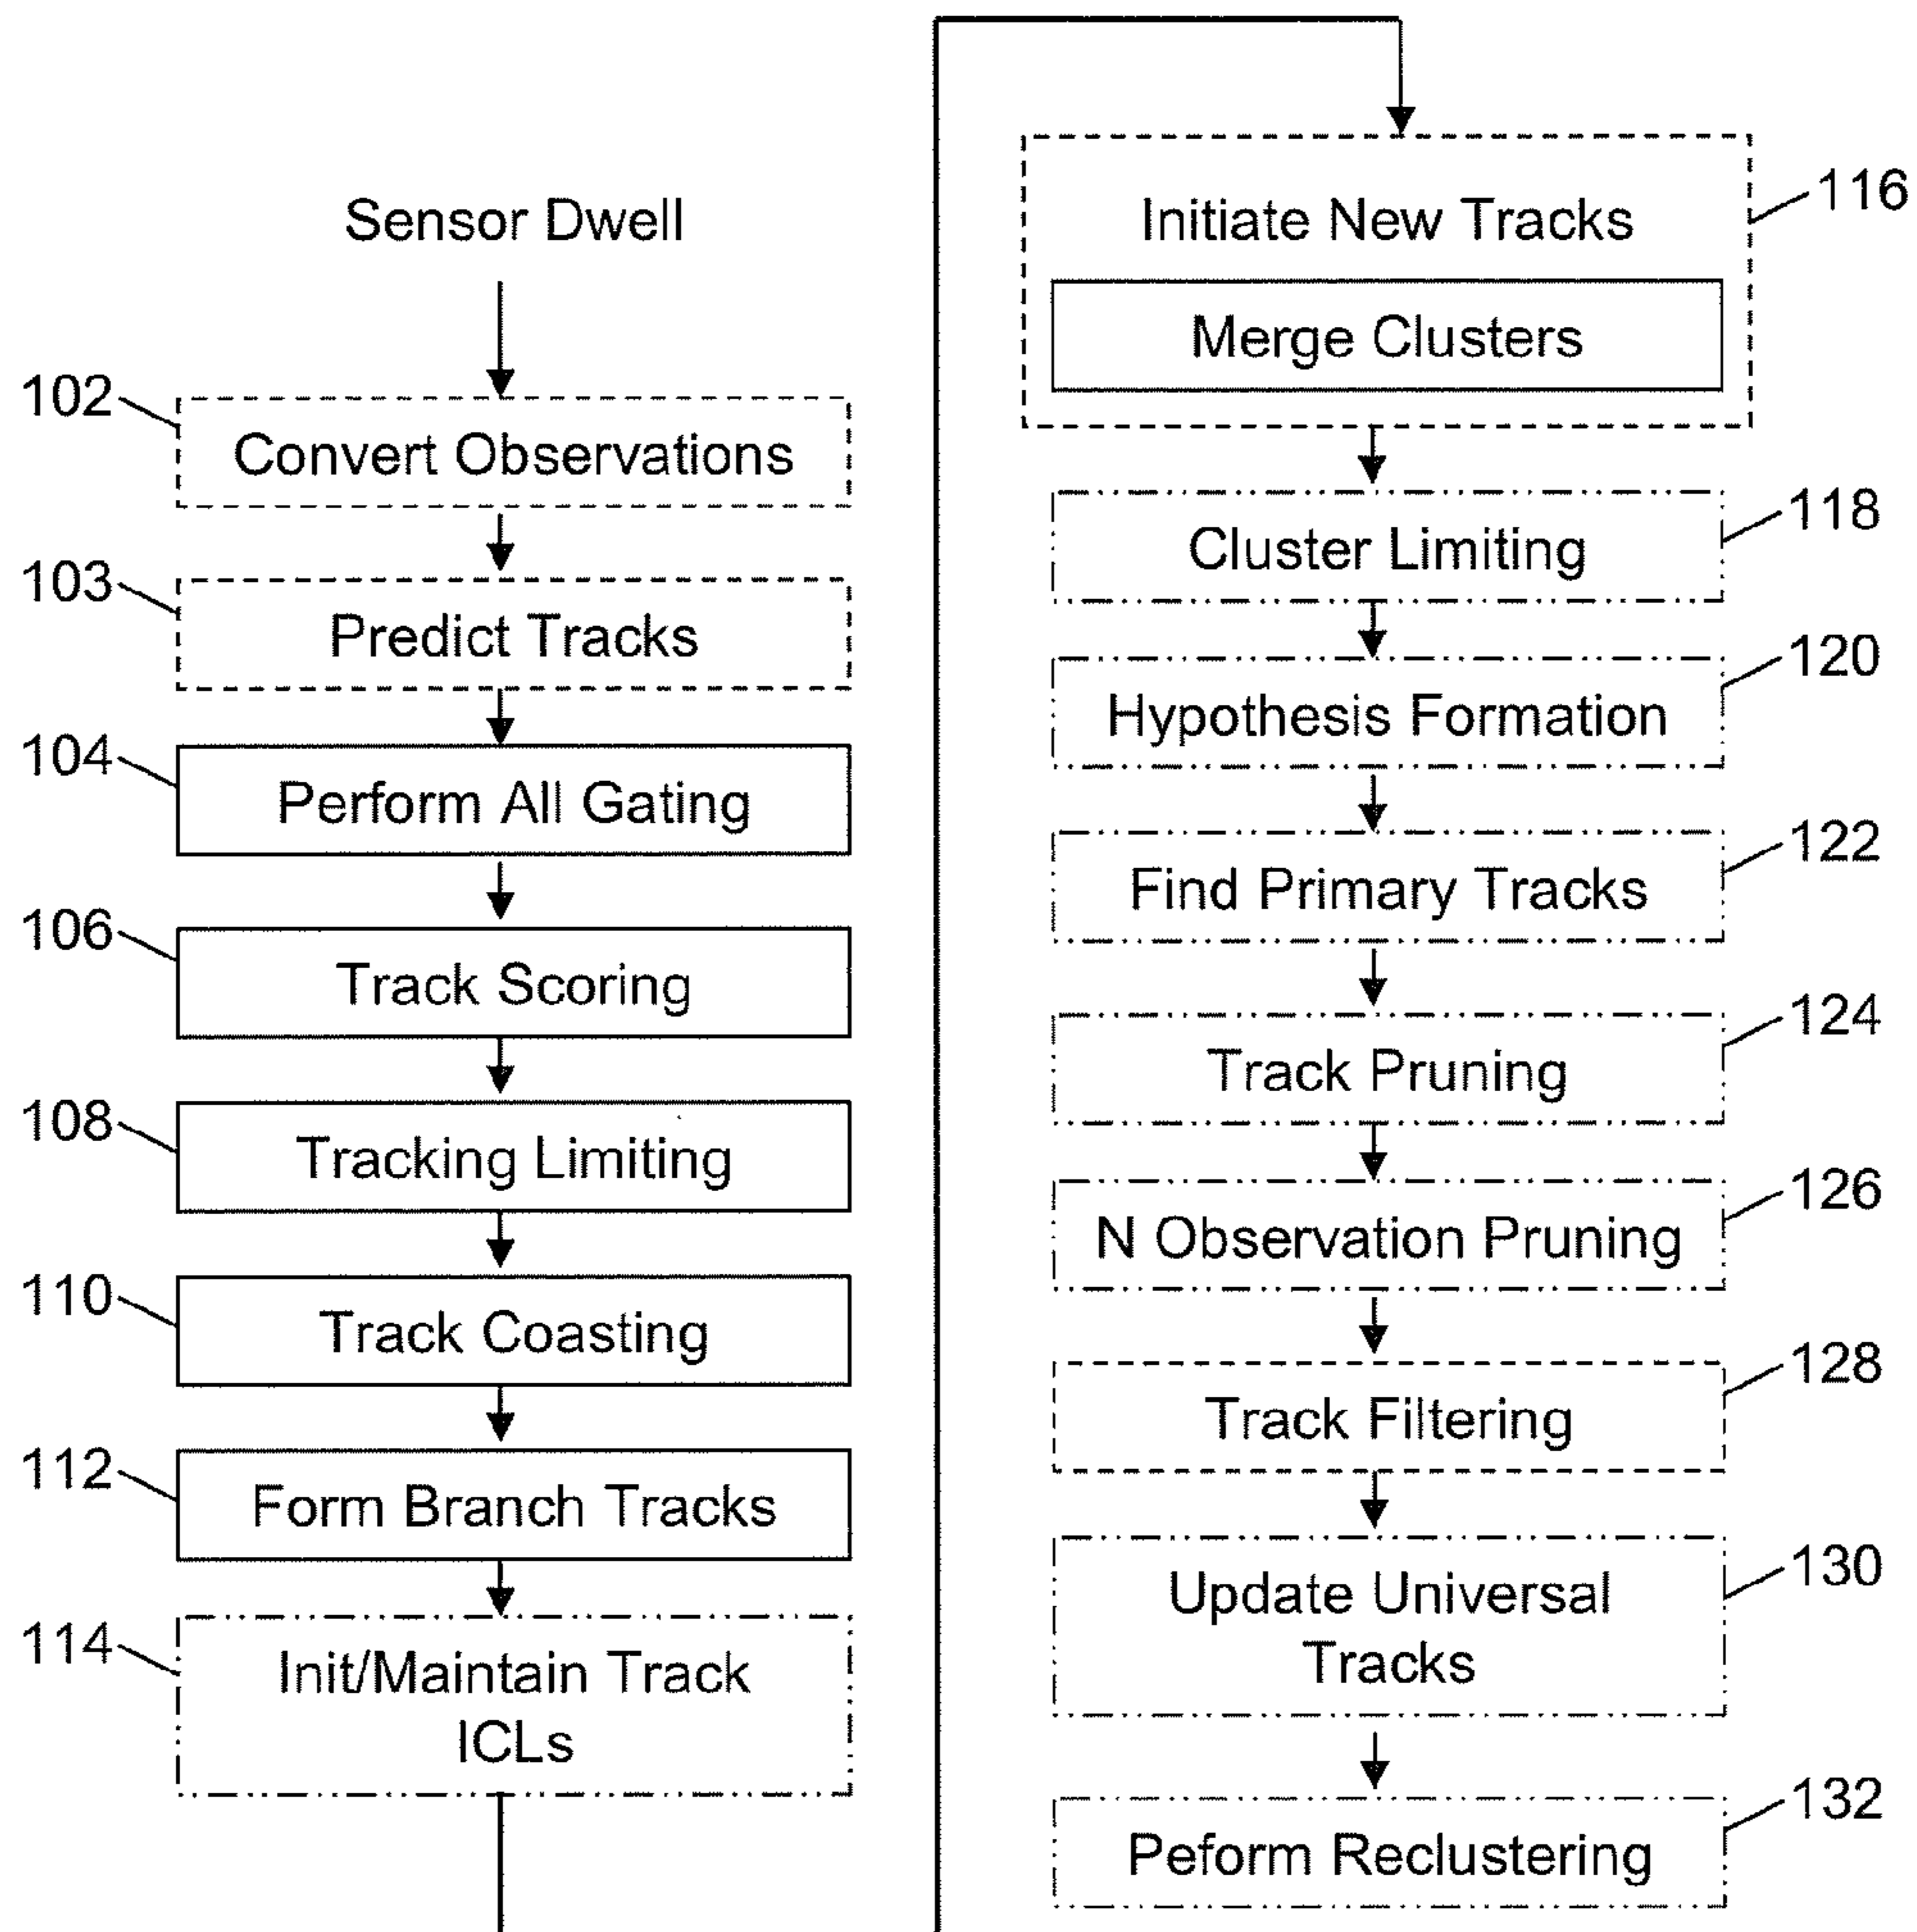 Sensor Dwell
102
Convert Observations
103
Predict Tracks
104
Perform All Gating
106
Track Scoring
108
Tracking Limiting
110
Track Coasting
112
Form Branch Tracks
114
Init/Maintain Track
ICLs
116
Initiate New Tracks
Merge Clusters
118
Cluster Limiting
120
Hypothesis Formation
122
Find Primary Tracks
124
Track Pruning
126
N Observation Pruning
128
Track Filtering
130
Update Universal
Tracks
132
Peform Reclustering